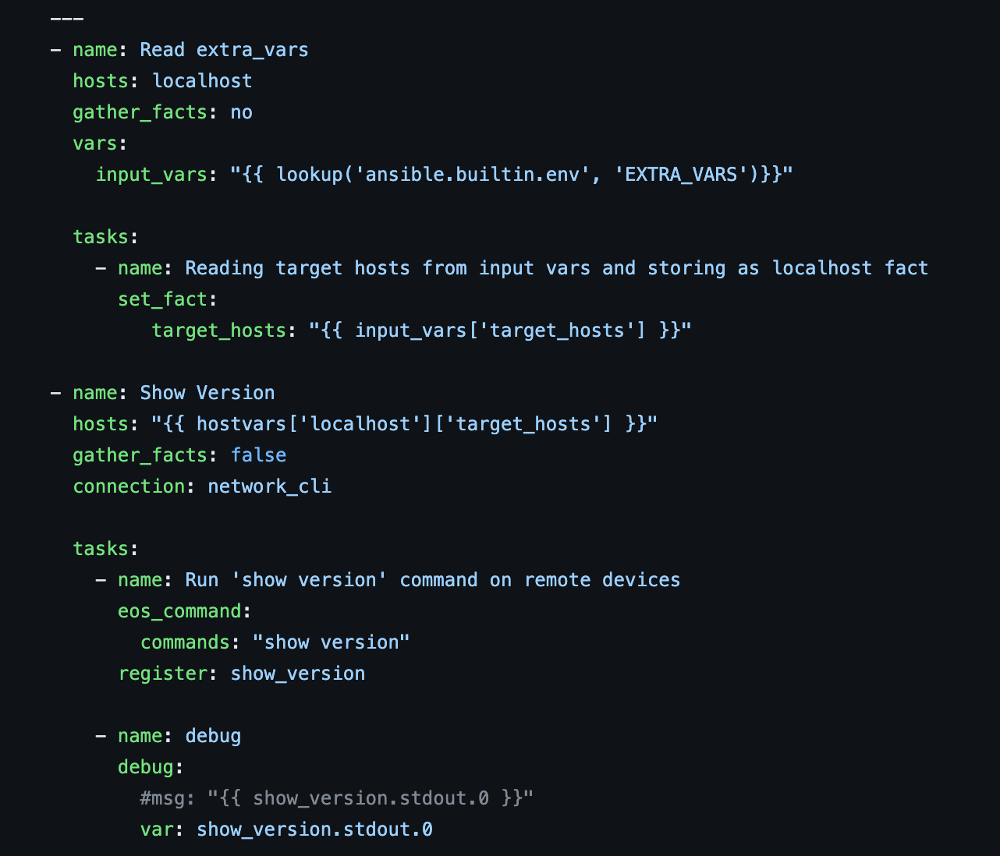 ---
- name: Read extra_vars
  hosts: localhost
  gather_facts: no
  vars:
    input_vars: "{{ lookup('ansible.builtin.env', 'EXTRA_VARS')}}"

  tasks:
    - name: Reading target hosts from input vars and storing as localhost fact
      set_fact:
         target_hosts: "{{ input_vars['target_hosts'] }}"

- name: Show Version
  hosts: "{{ hostvars['localhost']['target_hosts'] }}"
  gather_facts: false
  connection: network_cli

  tasks:
    - name: Run 'show version' command on remote devices
      eos_command:
        commands: "show version"
      register: show_version

    - name: debug
      debug:
        #msg: "{{ show_version.stdout.0 }}"
        var: show_version.stdout.0